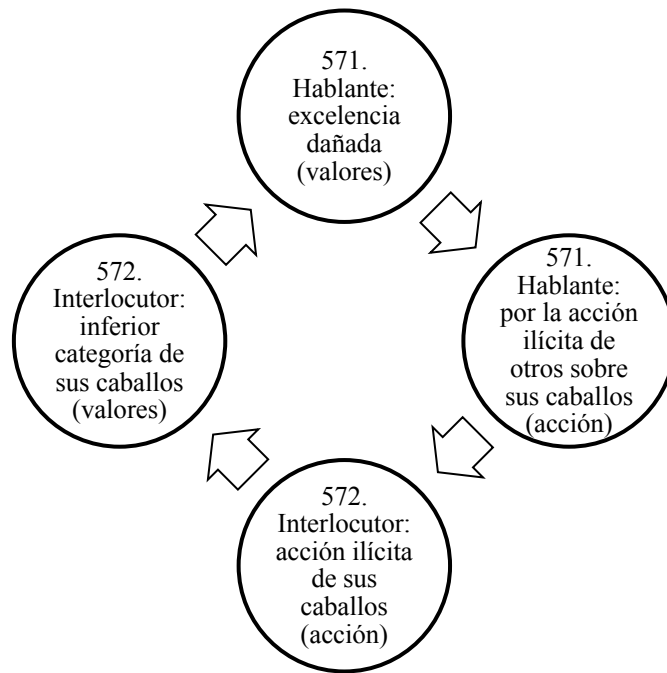 571.
Hablante:
excelencia
dañada
(valores)
571.
Hablante:
por la acción
ilícita de
otros sobre
sus caballos
(acción)
572.
Interlocutor:
acción ilícita
de sus
caballos
(acción)
572.
Interlocutor:
inferior
categoría de
sus caballos
(valores)